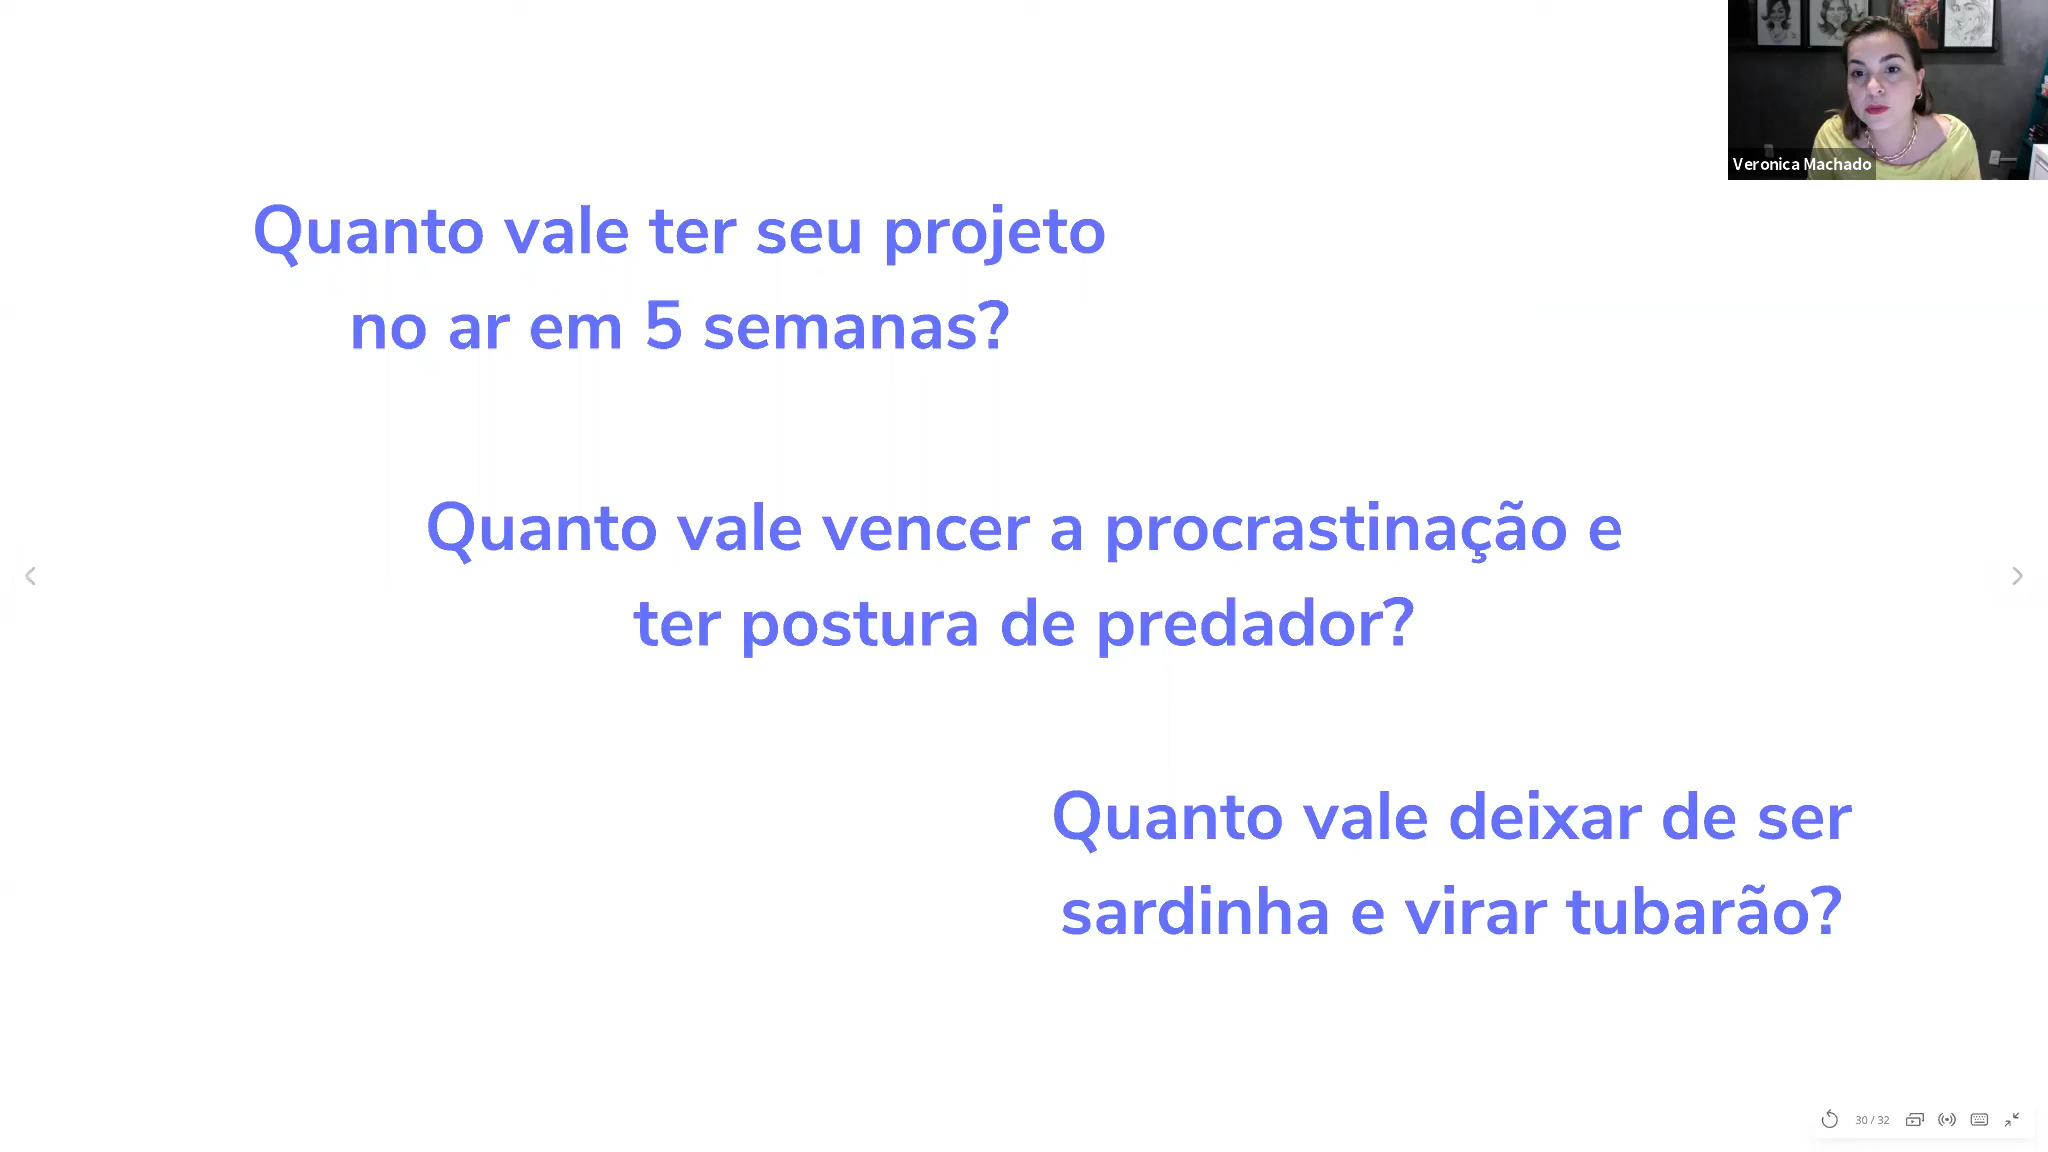 Veronica Machado
Quanto vale ter seu projeto
no ar em 5 semanas?
Quanto vale vencer a procrastinação e
ter postura de predador?
Quanto vale deixar de ser
sardinha e virar tubarão?
30 / 32